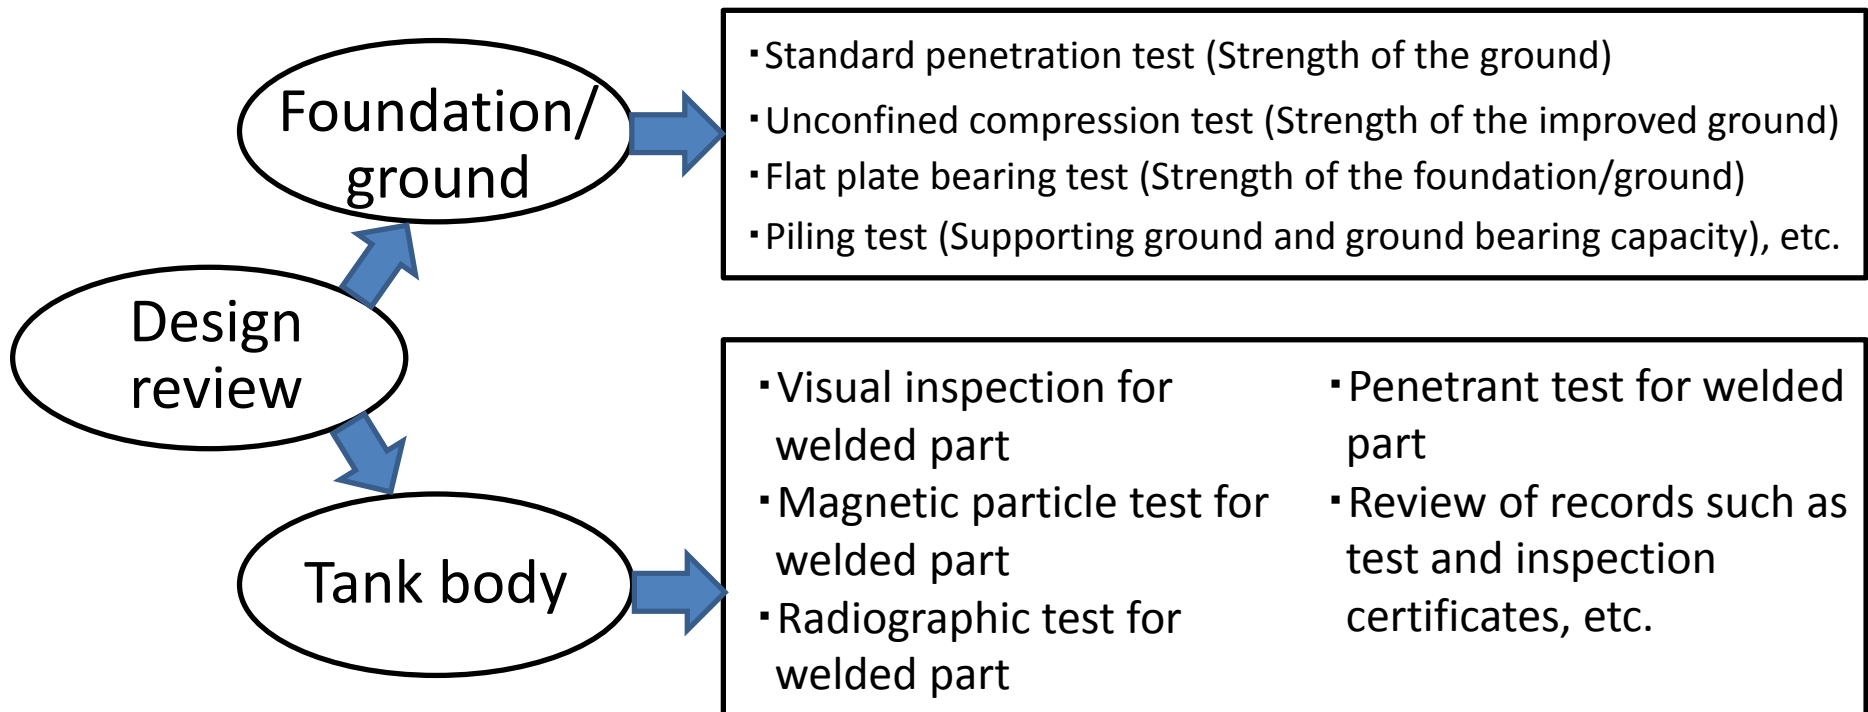 Foundation/
ground
・Standard penetration test (Strength of the ground)
・Unconfined compression test (Strength of the improved ground)
・Flat plate bearing test (Strength of the foundation/ground)
・Piling test (Supporting ground and ground bearing capacity), etc.
Design
review
Tank body
・Visual inspection for
welded part
・Magnetic particle test for
welded part
・Radiographic test for
welded part
・Penetrant test for welded
part
・Review of records such as
test and inspection
certificates, etc.